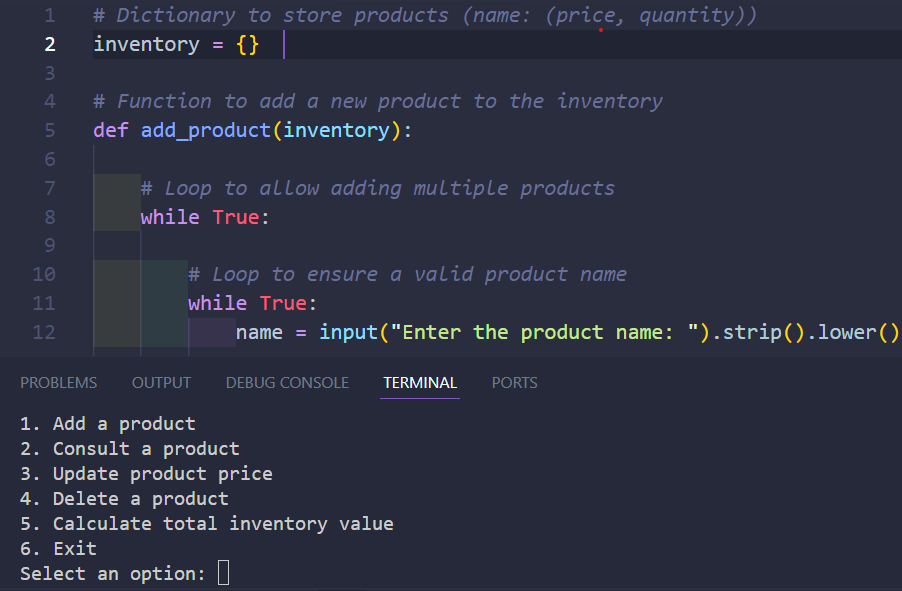 1 # Dictionary to store products (name: (price, quantity))
2 inventory = {}
3
4 # Function to add a new product to the inventory
5 def add_product(inventory):
6
7 # Loop to allow adding multiple products
8 while True:
9
10 # Loop to ensure a valid product name
11 while True:
12 name = input("Enter the product name: ").strip().lower()
PROBLEMS OUTPUT DEBUG CONSOLE TERMINAL PORTS
1. Add a product
2. Consult a product
3. Update product price
4. Delete a product
5. Calculate total inventory value
6. Exit
Select an option: